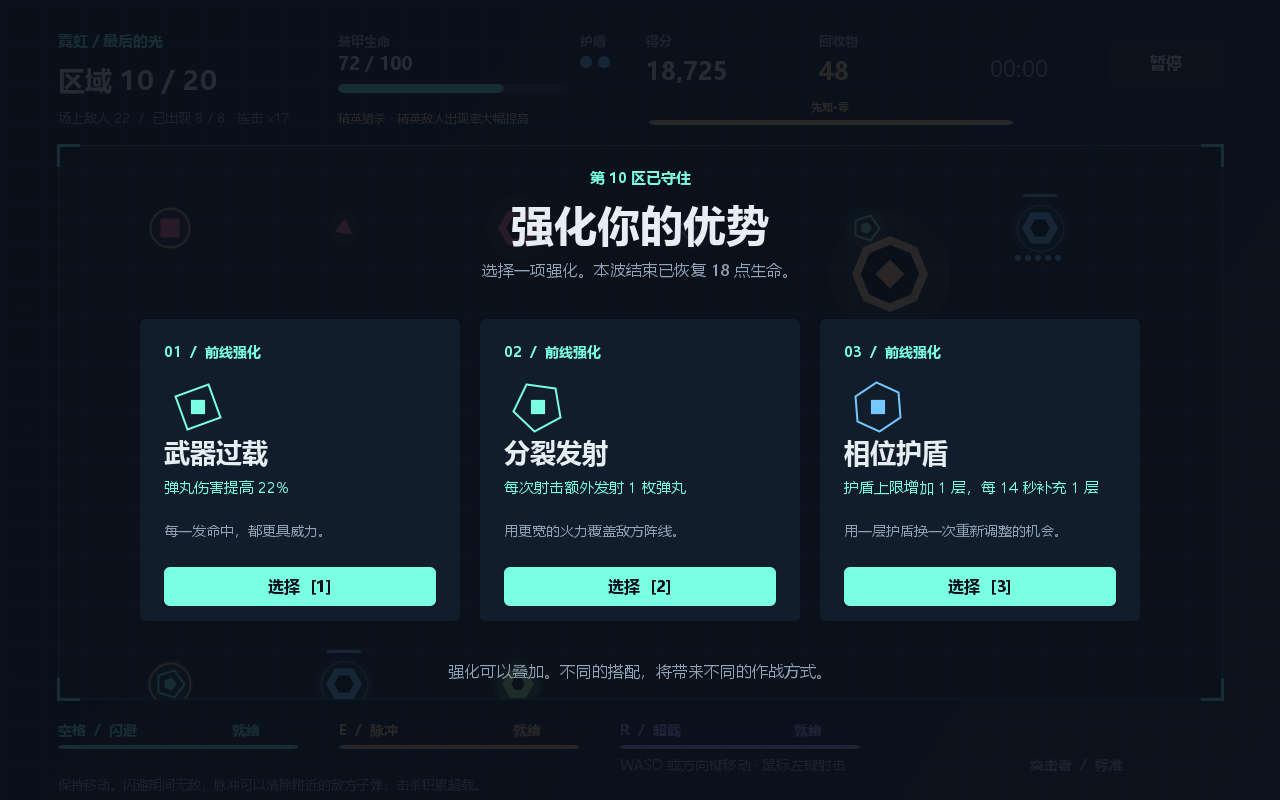 霓虹 / 最后的光
装甲生命
护盾
得分
回收物
72 / 100
区域 10 / 20
18,725
48
00:00
暂停
先知·零
场上敌人 22 / 已出现 8 / 8 连击 x17
精英猎杀 · 精英敌人出现率大幅提高
第 10 区已守住
强化你的优势
选择一项强化。本波结束已恢复 18 点生命。
01 / 前线强化
武器过载
弹丸伤害提高 22%
每一发命中，都更具威力。
选择 [1]
02 / 前线强化
分裂发射
每次射击额外发射 1 枚弹丸
用更宽的火力覆盖敌方阵线。
选择 [2]
03 / 前线强化
相位护盾
护盾上限增加 1 层，每 14 秒补充 1 层
用一层护盾换一次重新调整的机会。
选择 [3]
强化可以叠加。不同的搭配，将带来不同的作战方式。
空格 / 闪避 就绪
E / 脉冲 就绪
R / 超载 就绪
WASD 或方向键移动 · 鼠标左键射击
突击者 / 标准
保持移动。闪避期间无敌，脉冲可以清除附近的敌方子弹；击杀积累超载。